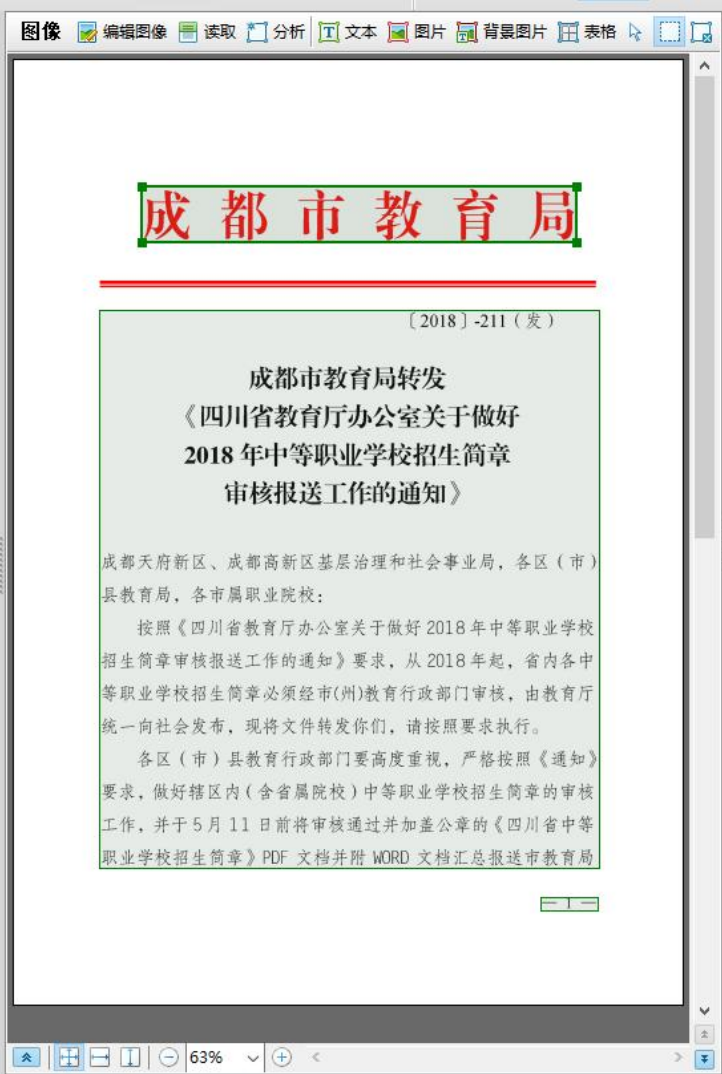 图像 编辑图像 读取 分析 文本 图片 背景图片 表格
成都市教育局
〔2018〕-211（发）
成都市教育局转发
《四川省教育厅办公室关于做好
2018年中等职业学校招生简章
审核报送工作的通知》
成都天府新区、成都高新区基层治理和社会事业局，各区（市）
县教育局，各市属职业院校：
按照《四川省教育厅办公室关于做好2018年中等职业学校
招生简章审核报送工作的通知》要求，从2018年起，省内各中
等职业学校招生简章必须经市(州)教育行政部门审核，由教育厅
统一向社会发布，现将文件转发你们，请按照要求执行。
各区（市）县教育行政部门要高度重视，严格按照《通知》
要求，做好辖区内（含省属院校）中等职业学校招生简章的审核
工作，并于5月11日前将审核通过并加盖公章的《四川省中等
职业学校招生简章》PDF 文档并附 WORD 文档汇总报送市教育局
— 1 —
63%